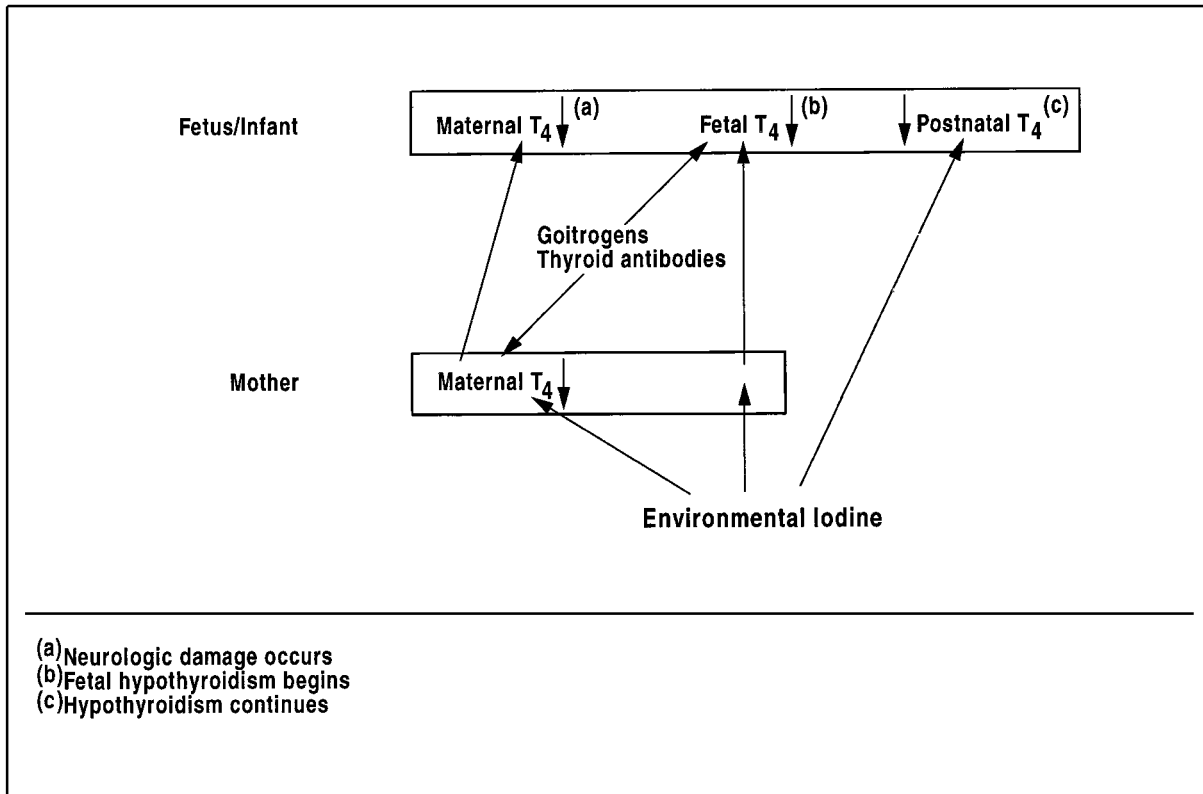 Fetus/Infant
Maternal T4 (a)
Fetal T4 (b)
Postnatal T4 (c)
Goitrogens
Thyroid antibodies
Mother
Maternal T4
Environmental Iodine
(a)Neurologic damage occurs
(b)Fetal hypothyroidism begins
(c)Hypothyroidism continues